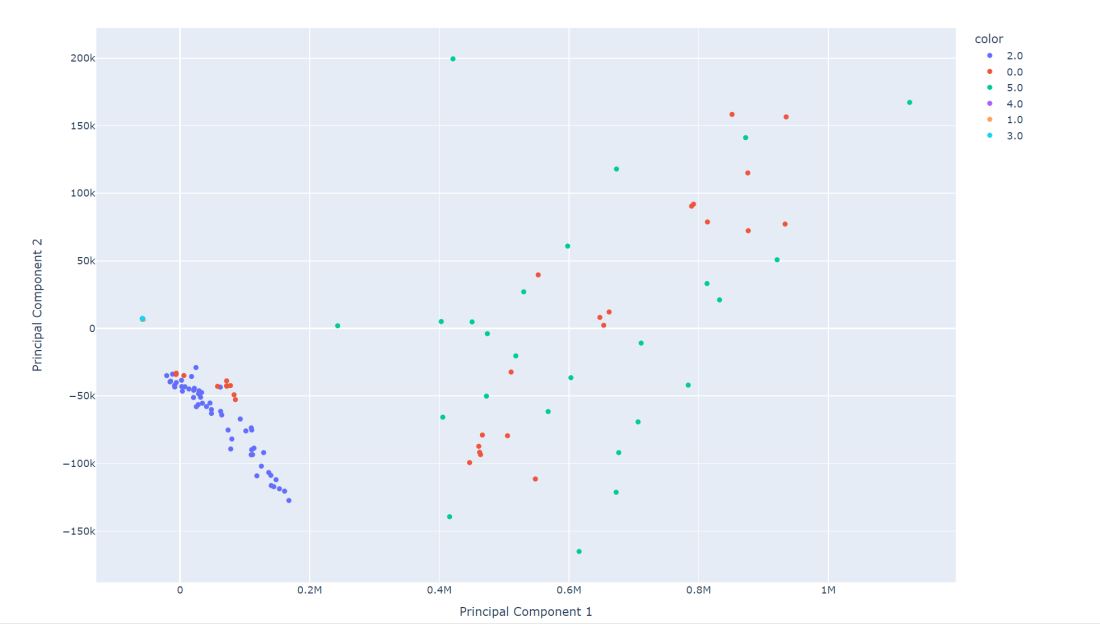 color
2.0
0.0
5.0
4.0
1.0
3.0
200k
150k
100k
50k
0
−50k
−100k
−150k
Principal Component 2
0 0.2M 0.4M 0.6M 0.8M 1M
Principal Component 1